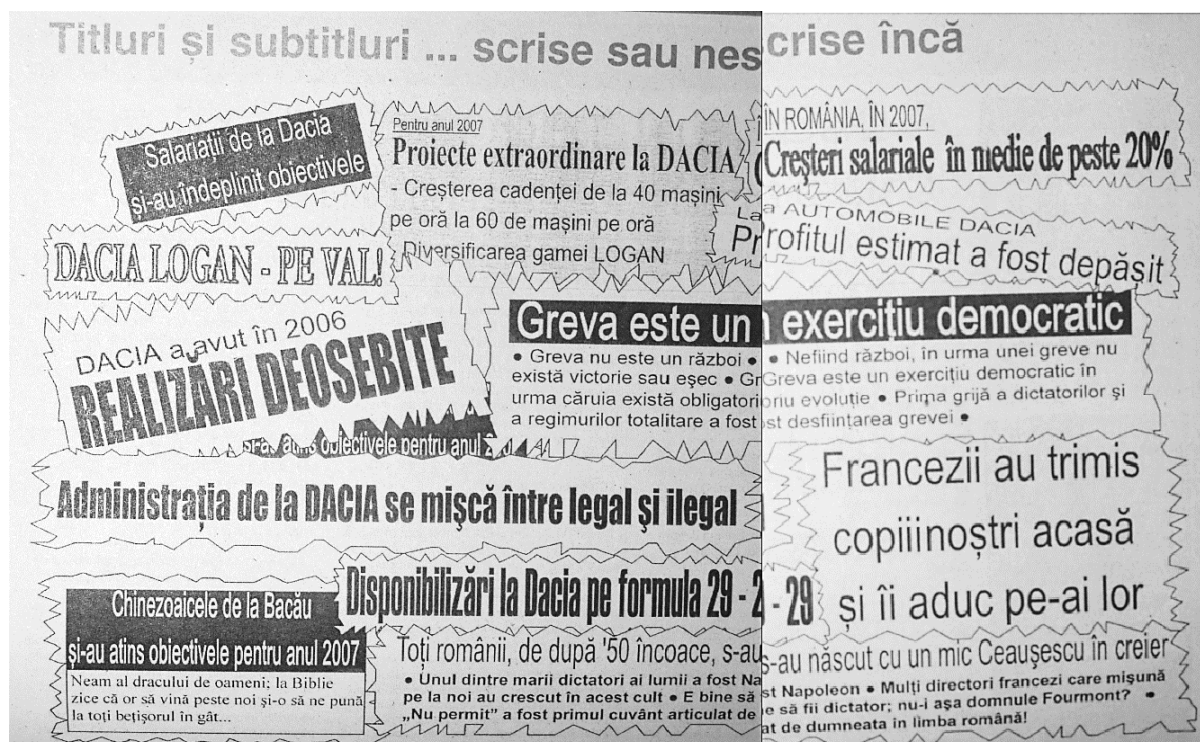 Titluri și subtitluri ... scrise sau nescrise încă
Salariații de la Dacia
și-au îndeplinit obiectivele
Pentru anul 2007
Proiecte extraordinare la DACIA
- Creșterea cadenței de la 40 mașini
pe oră la 60 de mașini pe oră
- Diversificarea gamei LOGAN
ÎN ROMÂNIA, ÎN 2007,
Creșteri salariale în medie de peste 20%
La AUTOMOBILE DACIA
Profitul estimat a fost depășit
DACIA LOGAN - PE VAL!
DACIA a avut în 2006
REALIZĂRI DEOSEBITE
obiectivele pentru anul
Greva este un exercițiu democratic
• Greva nu este un război • Nefiind război, în urma unei greve nu
există victorie sau eșec • Greva este un exercițiu democratic în
urma căruia există obligatoriu evoluție • Prima grijă a dictatorilor și
a regimurilor totalitare a fost desființarea grevei •
Administrația de la DACIA se mișcă între legal și ilegal
Francezii au trimis
copiiinoștri acasă
și îi aduc pe-ai lor
Disponibilizări la Dacia pe formula 29 - 2 - 29
Chinezoaicele de la Bacău
și-au atins obiectivele pentru anul 2007
Neam al dracului de oameni; la Biblie
zice că or să vină peste noi și-o să ne pună
la toți bețișorul în gât...
Toți românii, de după '50 încoace, s-au născut cu un mic Ceaușescu în creier
• Unul dintre marii dictatori ai lumii a fost Napoleon • Mulți directori francezi care mișună
pe la noi au crescut în acest cult • E bine să fii dictator; nu-i așa domnule Fourmont? •
„Nu permit” a fost primul cuvânt articulat de dumneata în limba română!